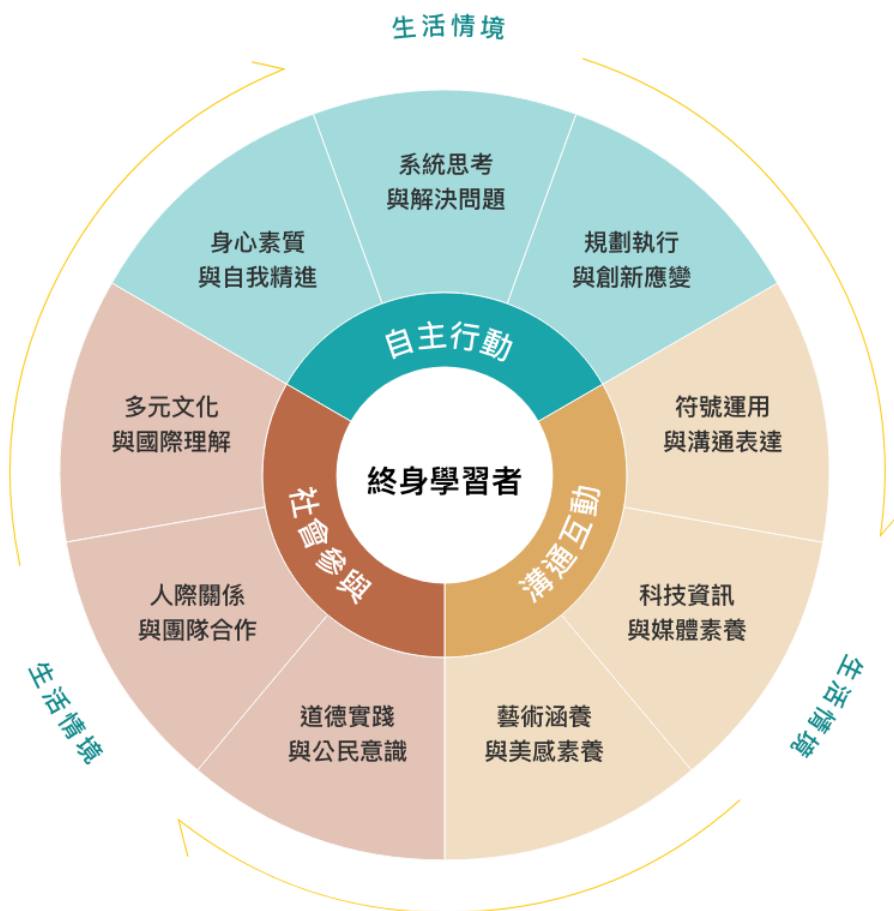 生活情境
系統思考
與解決問題
身心素質
與自我精進
規劃執行
與創新應變
自主行動
多元文化
與國際理解
符號運用
與溝通表達
終身學習者
社會參與
溝通互動
人際關係
與團隊合作
科技資訊
與媒體素養
生活情境
生活情境
道德實踐
與公民意識
藝術涵養
與美感素養